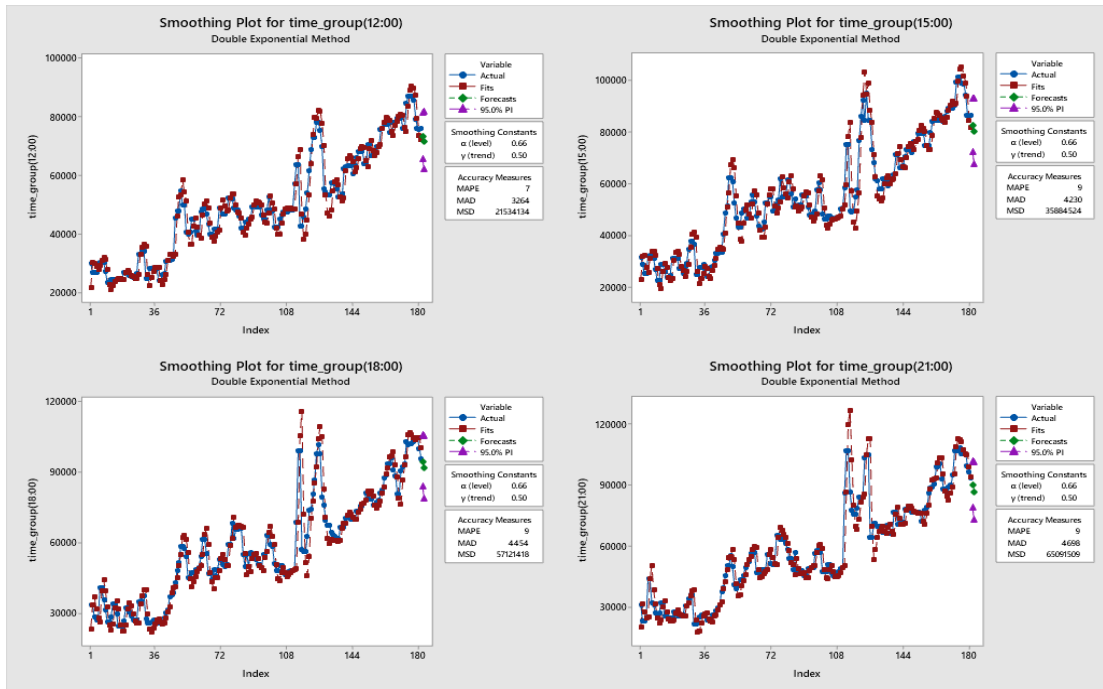 Smoothing Plot for time_group(12:00)
Double Exponential Method
time_group(12:00)
100000
80000
60000
40000
20000
1 36 72 108 144 180
Index
Variable
Actual
Fits
Forecasts
95.0% PI
Smoothing Constants
α (level) 0.66
γ (trend) 0.50
Accuracy Measures
MAPE 7
MAD 3264
MSD 21534134
Smoothing Plot for time_group(15:00)
Double Exponential Method
time_group(15:00)
100000
80000
60000
40000
20000
1 36 72 108 144 180
Index
Variable
Actual
Fits
Forecasts
95.0% PI
Smoothing Constants
α (level) 0.66
γ (trend) 0.50
Accuracy Measures
MAPE 9
MAD 4230
MSD 35884524
Smoothing Plot for time_group(18:00)
Double Exponential Method
time_group(18:00)
120000
90000
60000
30000
1 36 72 108 144 180
Index
Variable
Actual
Fits
Forecasts
95.0% PI
Smoothing Constants
α (level) 0.66
γ (trend) 0.50
Accuracy Measures
MAPE 9
MAD 4454
MSD 57121418
Smoothing Plot for time_group(21:00)
Double Exponential Method
time_group(21:00)
120000
90000
60000
30000
1 36 72 108 144 180
Index
Variable
Actual
Fits
Forecasts
95.0% PI
Smoothing Constants
α (level) 0.66
γ (trend) 0.50
Accuracy Measures
MAPE 9
MAD 4698
MSD 65091509